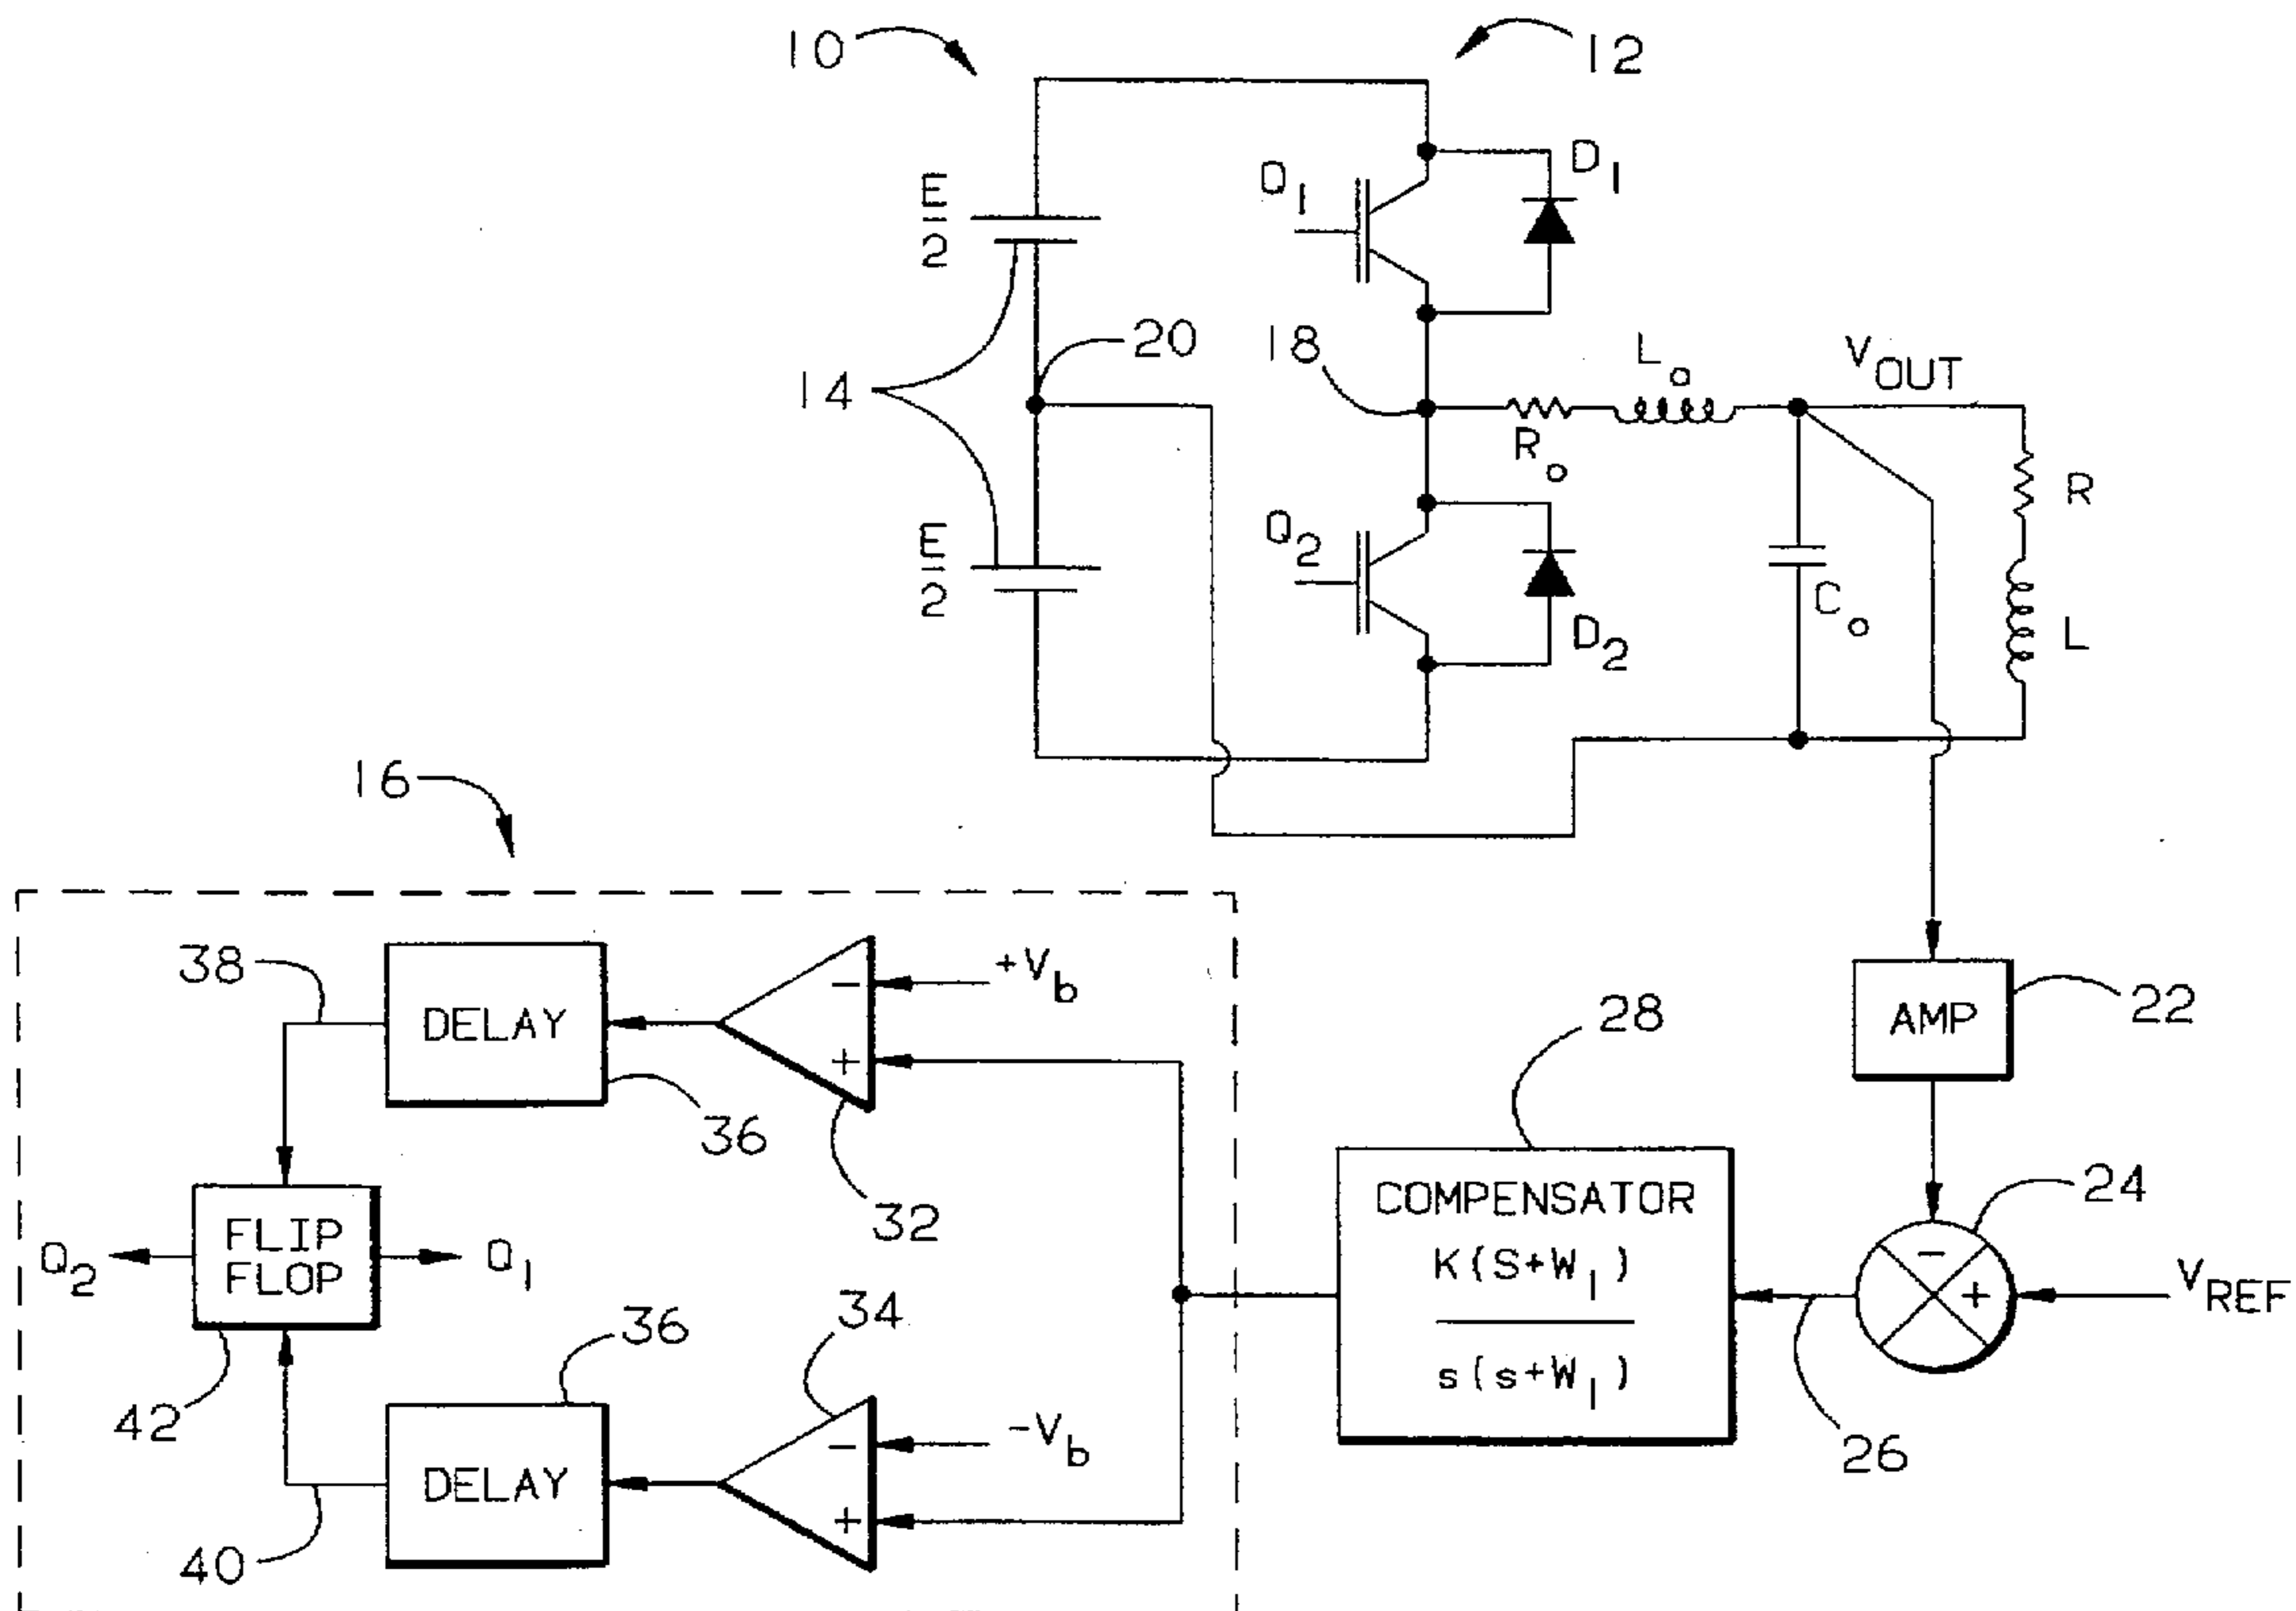 10
12
E
2
Q1
D1
20
18
14
Lo
VOUT
Ro
R
E
2
Q2
D2
Co
L
16
38
DELAY
36
+Vb
-
+
32
28
AMP
22
COMPENSATOR
K(S+W1)
s(s+W1)
24
-
+
VREF
26
FLIP
FLOP
Q2
Q1
42
36
34
DELAY
40
-Vb
-
+